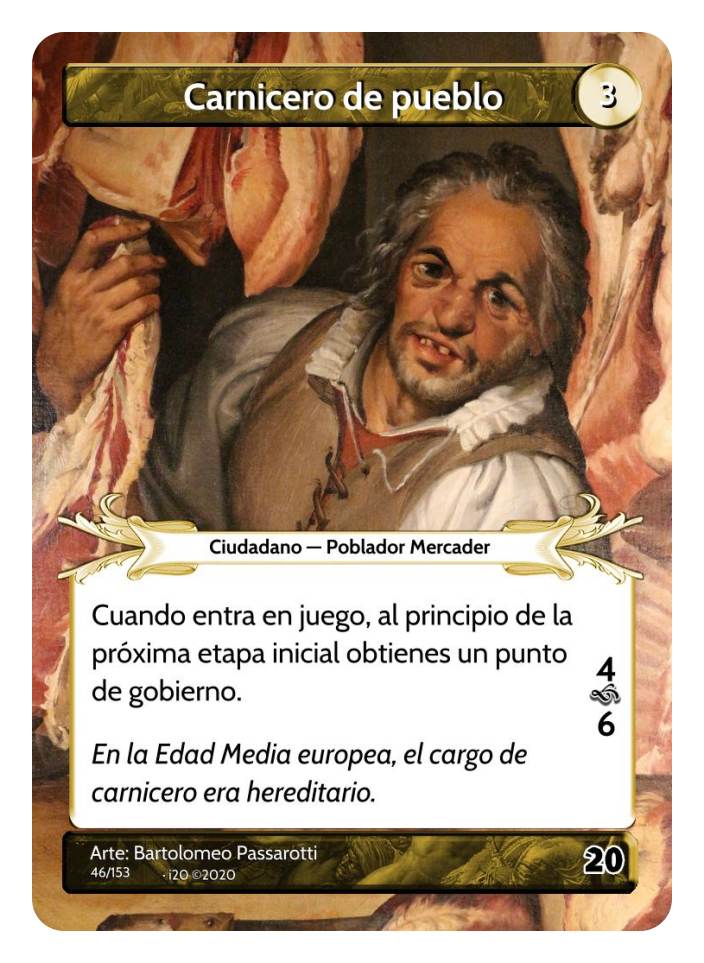 Carnicero de pueblo
3
Ciudadano — Poblador Mercader
Cuando entra en juego, al principio de la
próxima etapa inicial obtienes un punto
de gobierno.
4
6
En la Edad Media europea, el cargo de
carnicero era hereditario.
Arte: Bartolomeo Passarotti
46/153 · i20 ©2020
20